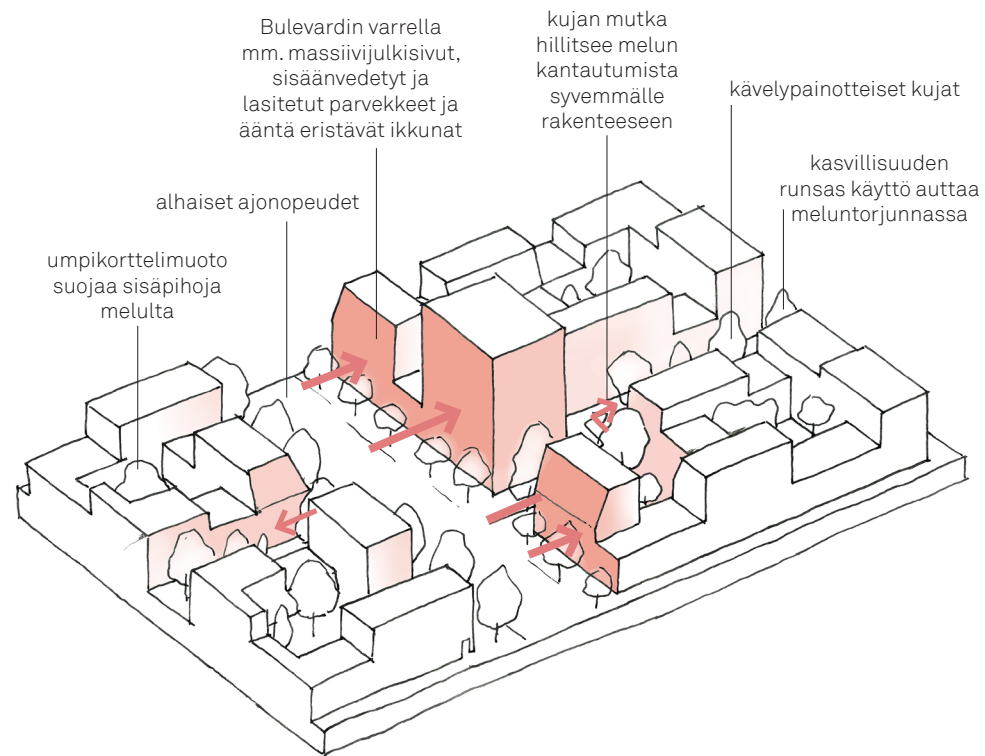 Bulevardin varrella
mm. massiivijulkisivut,
sisäänvedetyt ja
lasitetut parvekkeet ja
ääntä eristävät ikkunat
kujan mutka
hillitsee melun
kantautumista
syvemmälle
rakenteeseen
kävelypainotteiset kujat
kasvillisuuden
runsas käyttö auttaa
meluntorjunnassa
alhaiset ajonopeudet
umpikorttelimuoto
suojaa sisäpihoja
melulta